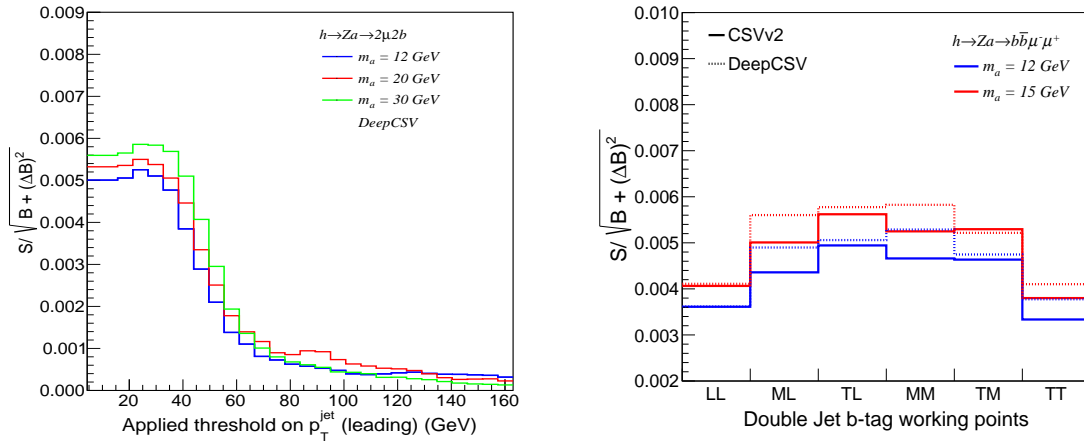 0.009
0.008
0.007
0.006
0.005
0.004
0.003
0.002
0.001
0.000
S/ √B + (ΔB)²
h→Za→2μ2b
m_a = 12 GeV
m_a = 20 GeV
m_a = 30 GeV
DeepCSV
20 40 60 80 100 120 140 160
Applied threshold on p_T^jet (leading) (GeV)
0.010
0.009
0.008
0.007
0.006
0.005
0.004
0.003
0.002
S/ √B + (ΔB)²
CSVv2
DeepCSV
h→Za→bb̅μ⁻μ⁺
m_a = 12 GeV
m_a = 15 GeV
LL ML TL MM TM TT
Double Jet b-tag working points